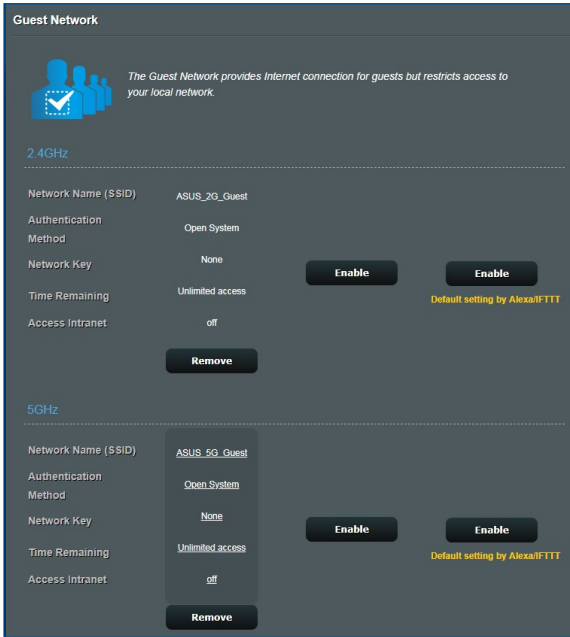 Guest Network
The Guest Network provides Internet connection for guests but restricts access to
your local network.
2.4GHz
Network Name (SSID) ASUS_2G_Guest
Authentication
Method Open System
Network Key None
Time Remaining Unlimited access
Access Intranet off
Enable Enable
Default setting by Alexa/IFTTT
Remove
5GHz
Network Name (SSID) ASUS_5G_Guest
Authentication
Method Open System
Network Key None
Time Remaining Unlimited access
Access Intranet off
Enable Enable
Default setting by Alexa/IFTTT
Remove